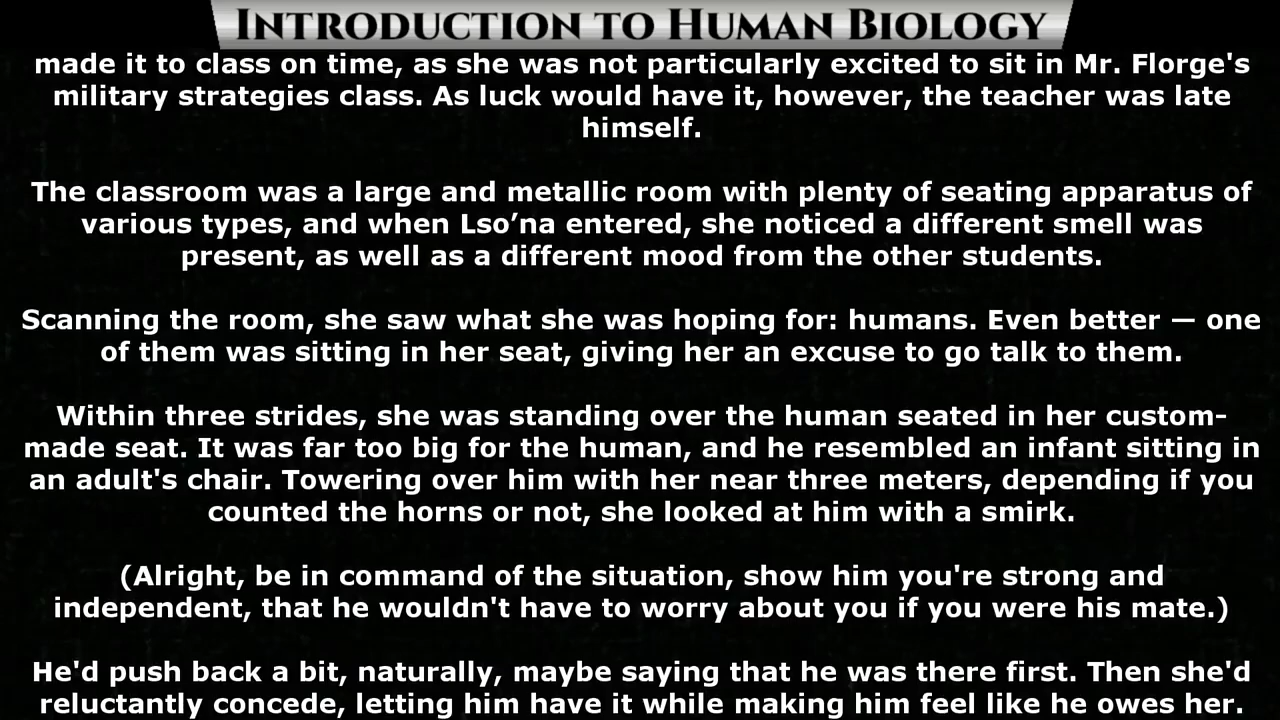 Introduction to Human Biology
made it to class on time, as she was not particularly excited to sit in Mr. Florge's
military strategies class. As luck would have it, however, the teacher was late
himself.
The classroom was a large and metallic room with plenty of seating apparatus of
various types, and when Lso’na entered, she noticed a different smell was
present, as well as a different mood from the other students.
Scanning the room, she saw what she was hoping for: humans. Even better — one
of them was sitting in her seat, giving her an excuse to go talk to them.
Within three strides, she was standing over the human seated in her custom-
made seat. It was far too big for the human, and he resembled an infant sitting in
an adult's chair. Towering over him with her near three meters, depending if you
counted the horns or not, she looked at him with a smirk.
(Alright, be in command of the situation, show him you're strong and
independent, that he wouldn't have to worry about you if you were his mate.)
He'd push back a bit, naturally, maybe saying that he was there first. Then she'd
reluctantly concede, letting him have it while making him feel like he owes her.